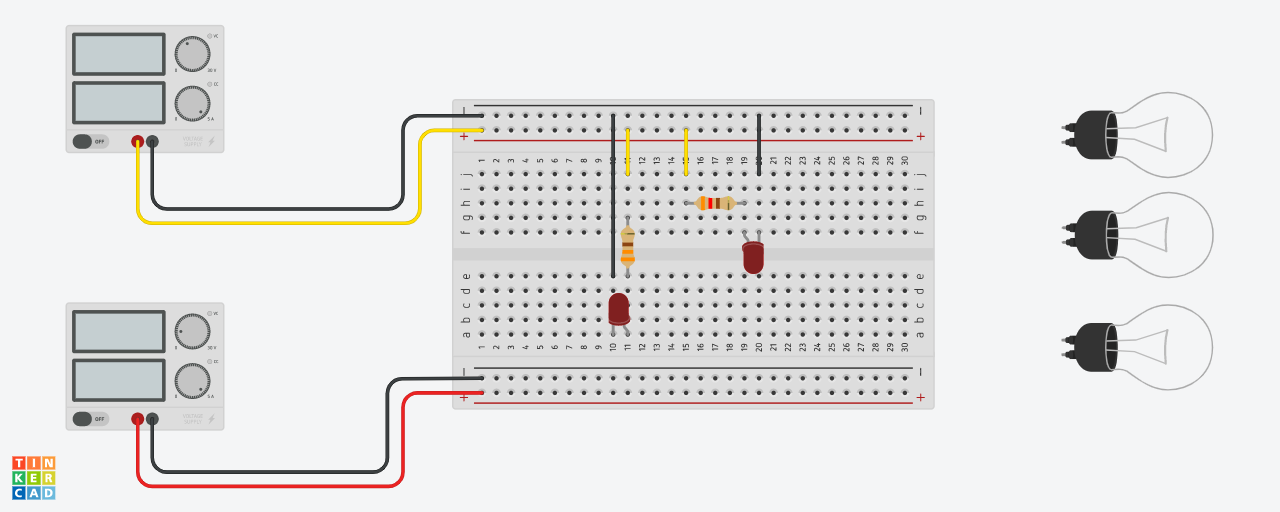 VC
0 30 V
CC
0 5 A
OFF
VOLTAGE
SUPPLY
VC
0 30 V
CC
0 5 A
OFF
VOLTAGE
SUPPLY
− −
+ +
1 2 3 4 5 6 7 8 9 10 11 12 13 14 15 16 17 18 19 20 21 22 23 24 25 26 27 28 29 30
j j
i i
h h
g g
f f
e e
d d
c c
b b
a a
1 2 3 4 5 6 7 8 9 10 11 12 13 14 15 16 17 18 19 20 21 22 23 24 25 26 27 28 29 30
− −
+ +
TIN
KER
CAD